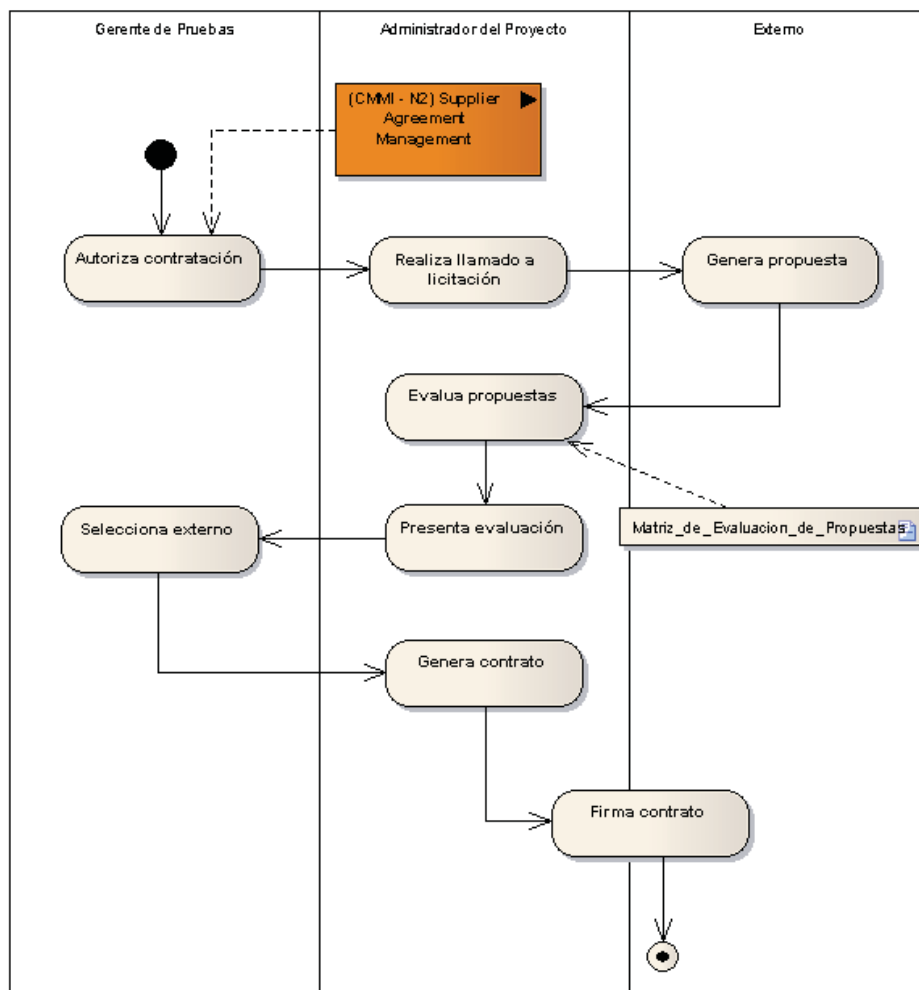 Gerente de Pruebas
Administrador del Proyecto
Externo
(CMMI - N2) Supplier
Agreement
Management
Autoriza contratación
Realiza llamado a
licitación
Genera propuesta
Evalua propuestas
Selecciona externo
Presenta evaluación
Matriz_de_Evaluacion_de_Propuestas
Genera contrato
Firma contrato